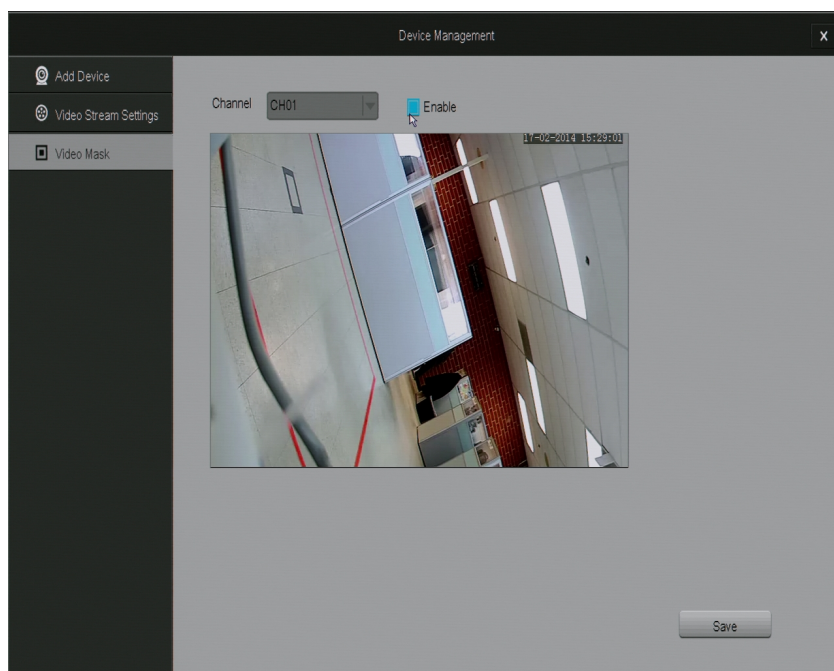 Device Management
X
Add Device
Video Stream Settings
Video Mask
Channel CH01 Enable
17-02-2014 15:29:01
Save